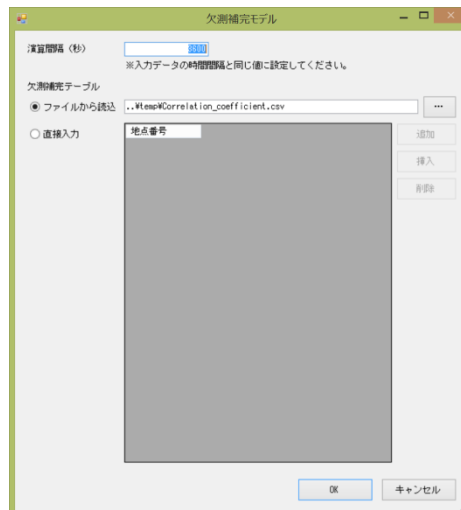 欠測補完モデル
演算間隔(秒)
3600
※入力データの時間間隔と同じ値に設定してください。
欠測補完テーブル
ファイルから読込
..¥temp¥Correlation_coefficient.csv
...
直接入力
地点番号
追加
挿入
削除
OK
キャンセル